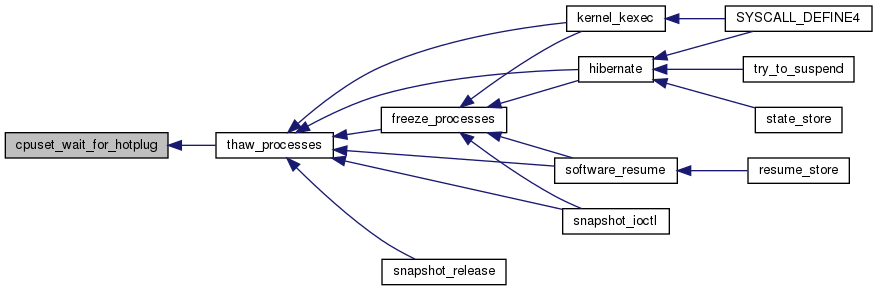 cpuset_wait_for_hotplug
thaw_processes
freeze_processes
kernel_kexec
hibernate
software_resume
snapshot_ioctl
snapshot_release
SYSCALL_DEFINE4
try_to_suspend
state_store
resume_store